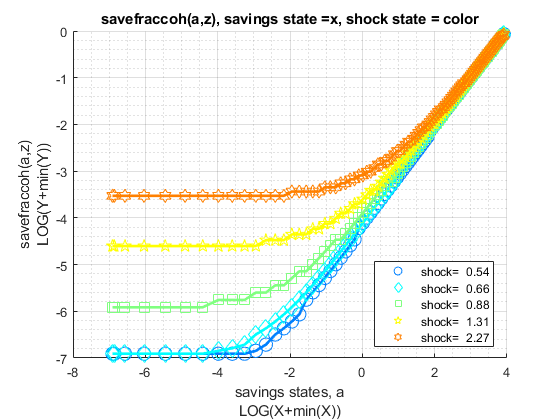 savefraccoh(a,z), savings state =x, shock state = color
0
-1
-2
-3
-4
-5
-6
-7
savefraccoh(a,z)
LOG(Y+min(Y))
shock= 0.54
shock= 0.66
shock= 0.88
shock= 1.31
shock= 2.27
-8 -6 -4 -2 0 2 4
savings states, a
LOG(X+min(X))